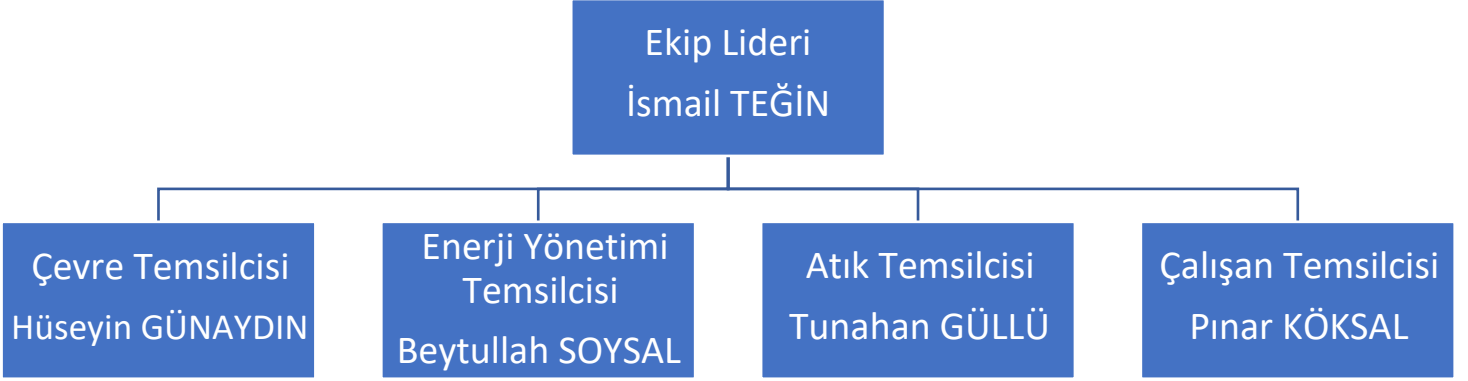 Ekip Lideri
İsmail TEĞİN
Çevre Temsilcisi
Hüseyin GÜNAYDIN
Enerji Yönetimi
Temsilcisi
Beytullah SOYSAL
Atık Temsilcisi
Tunahan GÜLLÜ
Çalışan Temsilcisi
Pınar KÖKSAL